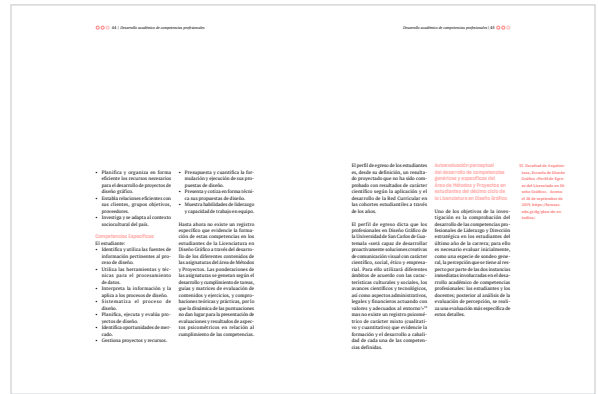 44 | Desarrollo académico de competencias profesionales
• Planifica y organiza en forma
eficiente los recursos necesarios
para el desarrollo de proyectos de
diseño gráfico.
• Establia relaciones eficientes con
sus clientes, grupos objetivos,
proveedores.
• Investiga y se adapta al contexto
sociocultural del país.
Competencias Específicas
El estudiante:
• Identifica y utiliza las fuentes de
información pertinentes al pro-
ceso de diseño.
• Utiliza las herramientas y téc-
nicas para el procesamiento
de datos.
• Interpreta la información y la
aplica a los procesos de diseño.
• Sistematiza el proceso de
diseño.
• Planifica, ejecuta y evalúa pro-
yectos de diseño.
• Identifica oportunidades de mer-
cado.
• Gestiona proyectos y recursos.
• Presupuesta y cuantifica la for-
mulación y ejecución de sus pro-
puestas de diseño.
• Presenta y cotiza en forma técni-
ca sus propuestas de diseño.
• Muestra habilidades de liderazgo
y capacidad de trabajo en equipo.
Hasta ahora no existe un registro
específico que evidencie la forma-
ción de estas competencias en los
estudiantes de la Licenciatura en
Diseño Gráfico a través del desarro-
llo de los diferentes contenidos de
las asignaturas del área de Métodos
y Proyectos. Las ponderaciones de
las asignaturas se generan según el
desarrollo y cumplimiento de tareas,
guías y matrices de evaluación de
contenidos y ejercicios, y compro-
baciones teóricas y prácticas, por lo
que la dinámica de las puntuaciones
no dan lugar para la presentación de
evaluaciones y resultados de aspec-
tos psicométricos en relación al
cumplimiento de las competencias.
Desarrollo académico de competencias profesionales | 45
El perfil de egreso de los estudiantes
es, desde su definición, un resulta-
do proyectado que no ha sido com-
probado con resultados de carácter
científico según la aplicación y el
desarrollo de la Red Curricular en
las cohortes estudiantiles a través
de los años.
El perfil de egreso dicta que los
profesionales en Diseño Gráfico de
la Universidad de San Carlos de Gua-
temala «será capaz de desarrollar
proactivamente soluciones creativas
de comunicación visual con carácter
científico, social, ético y empresa-
rial. Para ello utilizará diferentes
ámbitos de acuerdo con las carac-
terísticas culturales y sociales, los
avances científicos y tecnológicos,
así como aspectos administrativos,
legales y financieros actuando con
valores y adecuados al entorno»
mas no existe un registro psicomé-
trico de carácter mixto (cualitati-
vo y cuantitativo) que evidencie la
formación y el desarrollo a cabali-
dad de cada una de las competen-
cias definidas.
Autoevaluación perceptual
del desarrollo de competencias
genéricas y específicas del
Área de Métodos y Proyectos en
estudiantes del décimo ciclo de
la Licenciatura en Diseño Gráfico
Uno de los objetivos de la inves-
tigación es la comprobación del
desarrollo de las competencias pro-
fesionales de Liderazgo y Dirección
estratégica en los estudiantes del
último año de la carrera; para ello
es necesario evaluar inicialmente,
como una especie de sondeo gene-
ral, la percepción que se tiene al res-
pecto por parte de las dos instancias
inmediatas involucradas en el desa-
rrollo académico de competencias
profesionales: los estudiantes y los
docentes; posterior al análisis de la
evaluación de percepción, se reali-
za una evaluación más específica de
estos detalles.